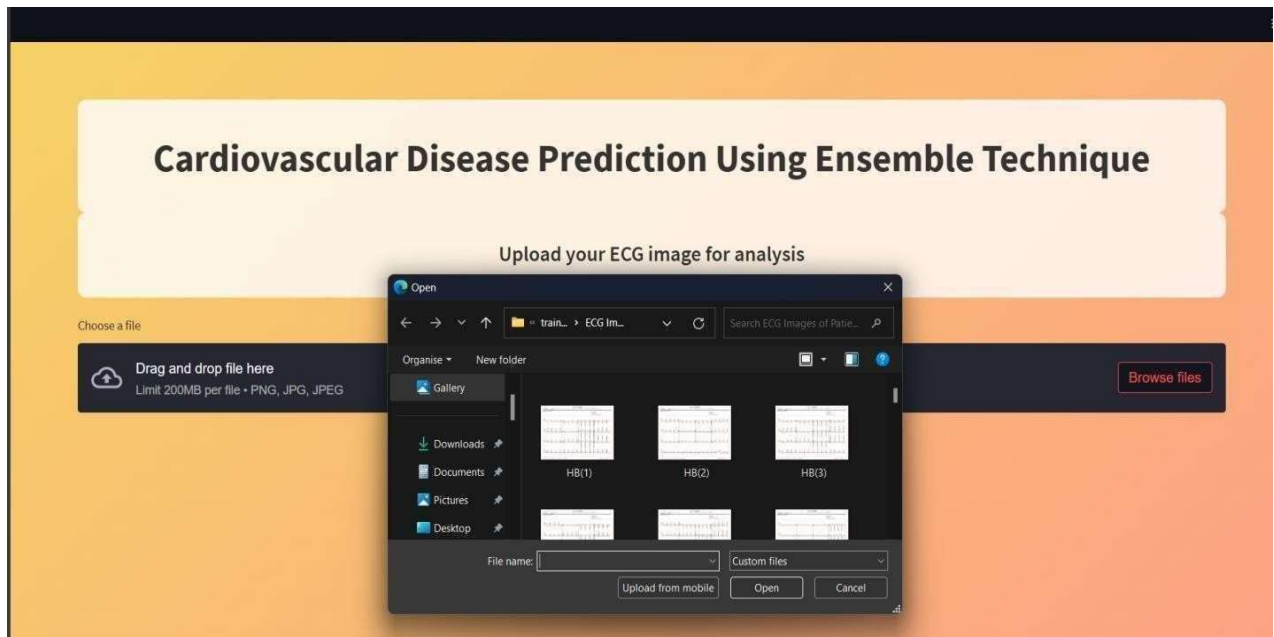 Cardiovascular Disease Prediction Using Ensemble Technique
Upload your ECG image for analysis
Choose a file
Drag and drop file here
Limit 200MB per file • PNG, JPG, JPEG
Browse files
Open
« train... › ECG Im...
Search ECG Images of Patie...
Organise
New folder
Gallery
Downloads
Documents
Pictures
Desktop
HB(1)
HB(2)
HB(3)
File name:
Custom files
Upload from mobile
Open
Cancel